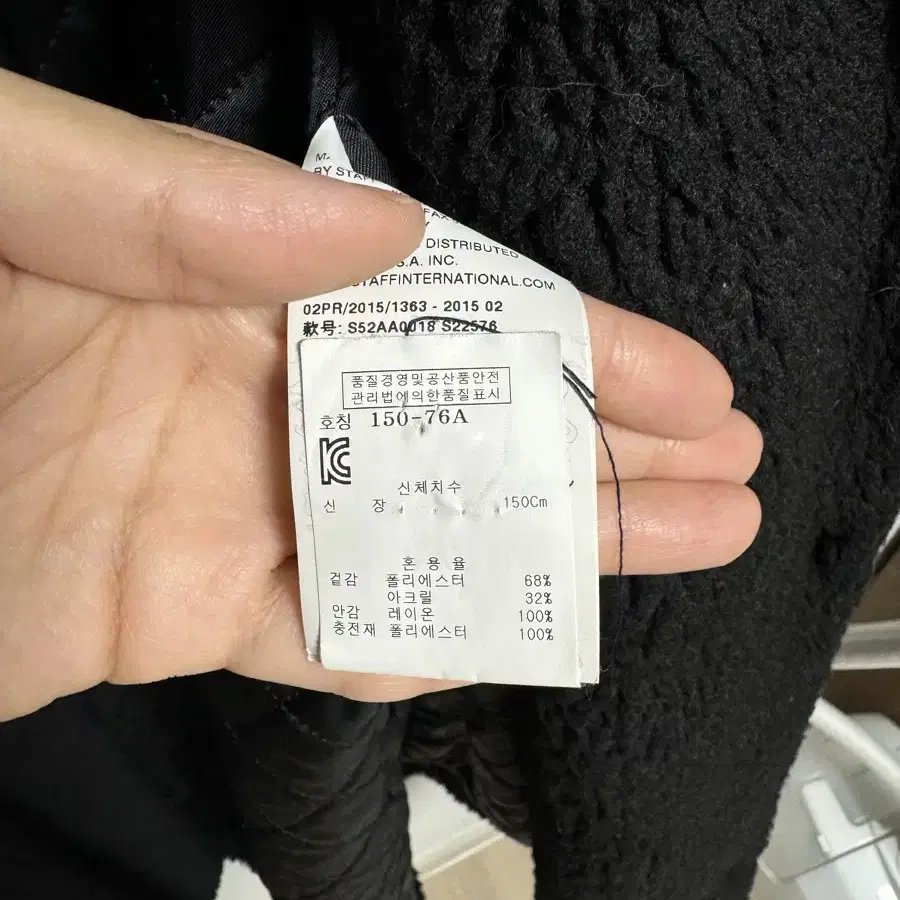 BY STAFF
FAX
DISTRIBUTED
S.A. INC.
STAFFINTERNATIONAL.COM
02PR/2015/1363 - 2015 02
款号: S52AA0018 S22576
품질경영및공산품안전
관리법에의한품질표시
호칭 150-76A
신체치수
신 장 150Cm
혼 용 율
겉감 폴리에스터 68%
아크릴 32%
안감 레이온 100%
충전재 폴리에스터 100%